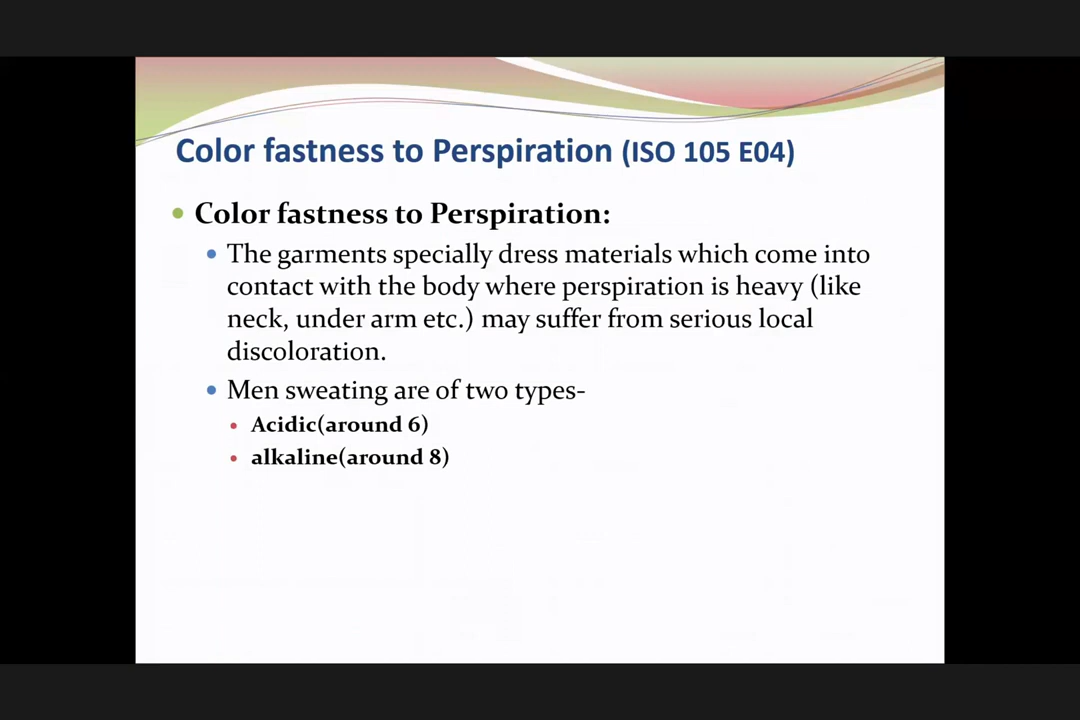 Color fastness to Perspiration (ISO 105 E04)
Color fastness to Perspiration:
The garments specially dress materials which come into
contact with the body where perspiration is heavy (like
neck, under arm etc.) may suffer from serious local
discoloration.
Men sweating are of two types-
Acidic(around 6)
alkaline(around 8)